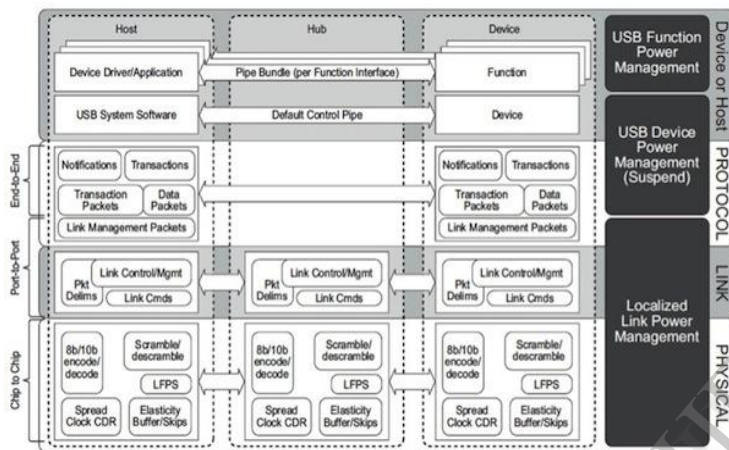 Host
Hub
Device
Device Driver/Application
Pipe Bundle (per Function Interface)
Function
USB System Software
Default Control Pipe
Device
USB Function
Power
Management
Device or Host
USB Device
Power
Management
(Suspend)
End-to-End
Notifications
Transactions
Transaction
Packets
Data
Packets
Link Management Packets
Notifications
Transactions
Transaction
Packets
Data
Packets
Link Management Packets
PROTOCOL
Port-to-Port
Pkt
Delims
Link Control/Mgmt
Link Cmds
Pkt
Delims
Link Control/Mgmt
Link Cmds
Pkt
Delims
Link Control/Mgmt
Link Cmds
LINK
Localized
Link Power
Management
Chip to Chip
8b/10b
encode/
decode
Scramble/
descramble
LFPS
Spread
Clock CDR
Elasticity
Buffer/Skips
8b/10b
encode/
decode
Scramble/
descramble
LFPS
Spread
Clock CDR
Elasticity
Buffer/Skips
8b/10b
encode/
decode
Scramble/
descramble
LFPS
Spread
Clock CDR
Elasticity
Buffer/Skips
PHYSICAL